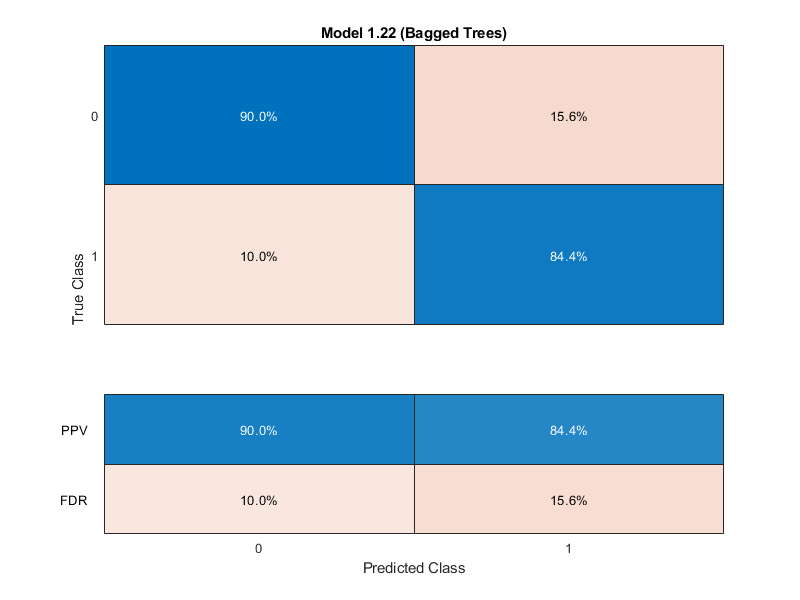 Model 1.22 (Bagged Trees)
0 90.0% 15.6%
1 10.0% 84.4%
True Class
PPV 90.0% 84.4%
FDR 10.0% 15.6%
0 1
Predicted Class